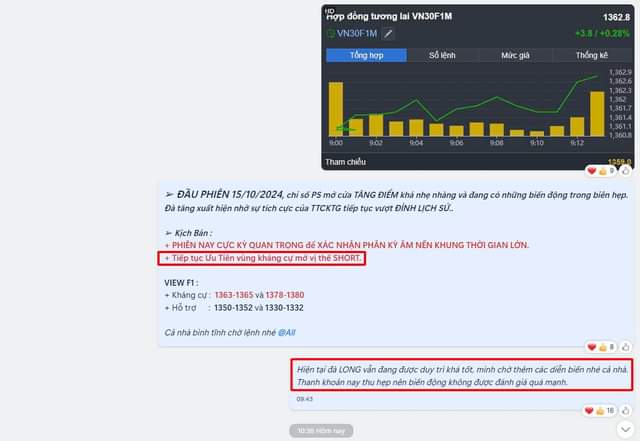 HD
Hợp đồng tương lai VN30F1M
1362.8
VN30F1M
+3.8 / +0.28%
Tổng hợp
Sổ lệnh
Mức giá
Thống kê
1,362.9
1,362.6
1,362.3
1,362
1,361.7
1,361.4
1,361.1
1,360.8
9:00
9:02
9:04
9:06
9:08
9:10
9:12
Tham chiếu
1359.0
9
➢ ĐẦU PHIÊN 15/10/2024, chỉ số PS mở cửa TĂNG ĐIỂM khá nhẹ nhàng và đang có những biến động trong biên hẹp.
Đà tăng xuất hiện nhờ sự tích cực của TTCKTG tiếp tục vượt ĐỈNH LỊCH SỬ..
➢ Kịch Bản :
+ PHIÊN NAY CỰC KỲ QUAN TRỌNG để XÁC NHẬN PHÂN KỲ ÂM NẾN KHUNG THỜI GIAN LỚN.
+ Tiếp tục Ưu Tiên vùng kháng cự mở vị thế SHORT.
VIEW F1 :
+ Kháng cự : 1363-1365 và 1378-1380
+ Hỗ trợ : 1350-1352 và 1330-1332
Cả nhà bình tĩnh chờ lệnh nhé @All
8
Hiện tại đà LONG vẫn đang được duy trì khá tốt, mình chờ thêm các diễn biến nhé cả nhà.
Thanh khoản nay thu hẹp nên biến động không được đánh giá quá mạnh.
09:43
16
10:36 Hôm nay